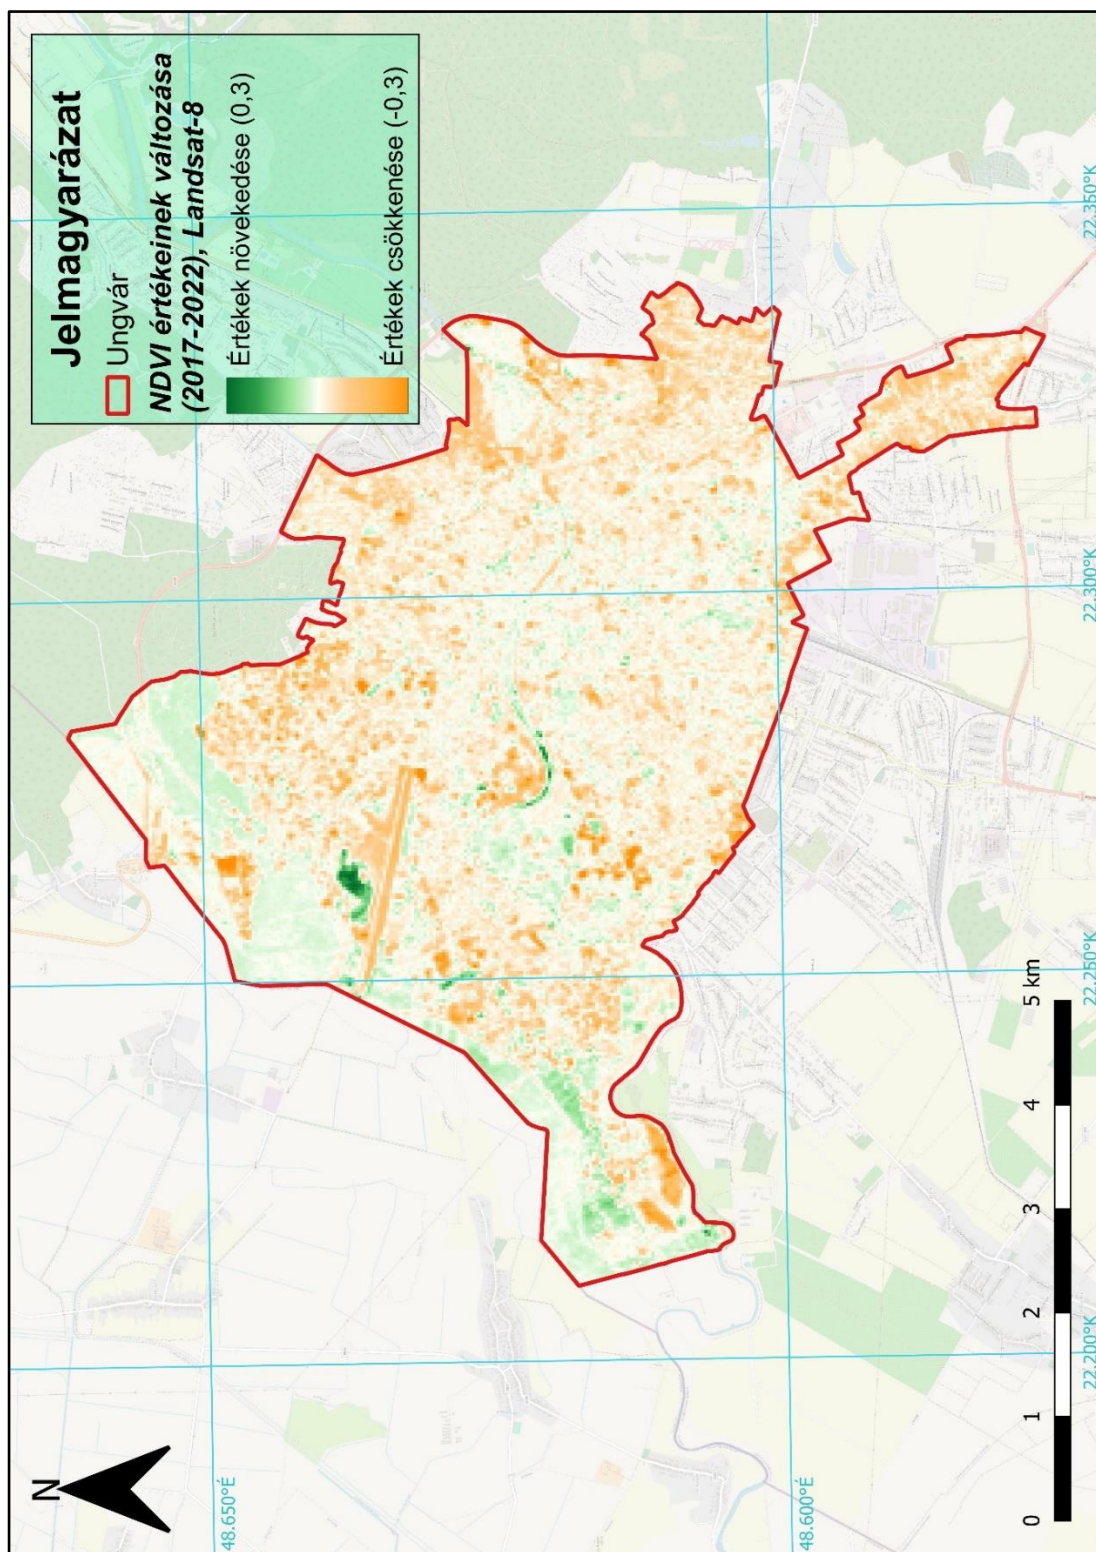 Jelmagyarázat
Ungvár
NDVI értékeinek változása
(2017-2022), Landsat-8
Értékek növekedése (0,3)
Értékek csökkenése (-0,3)
N
48.650°É
48.600°É
22.200°K
22.250°K
22.300°K
22.350°K
0 1 2 3 4 5 km